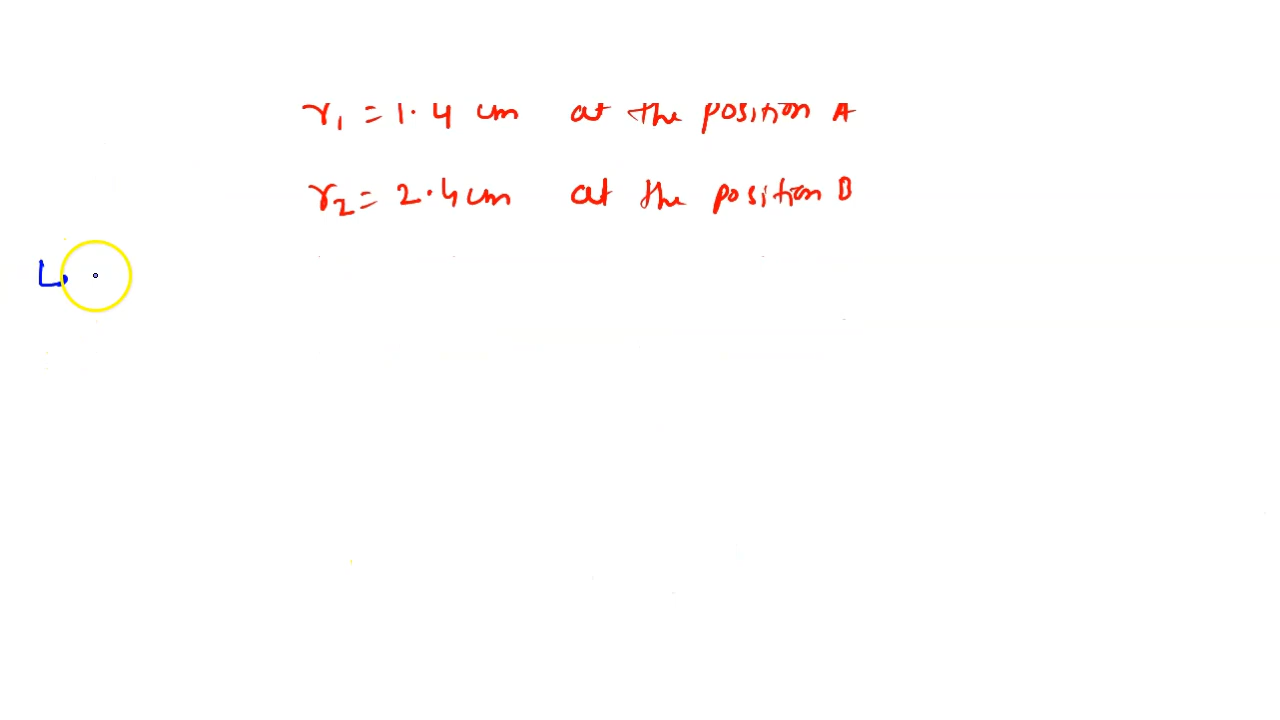 r1 = 1.4 cm at the position A
r2 = 2.4 cm at the position B